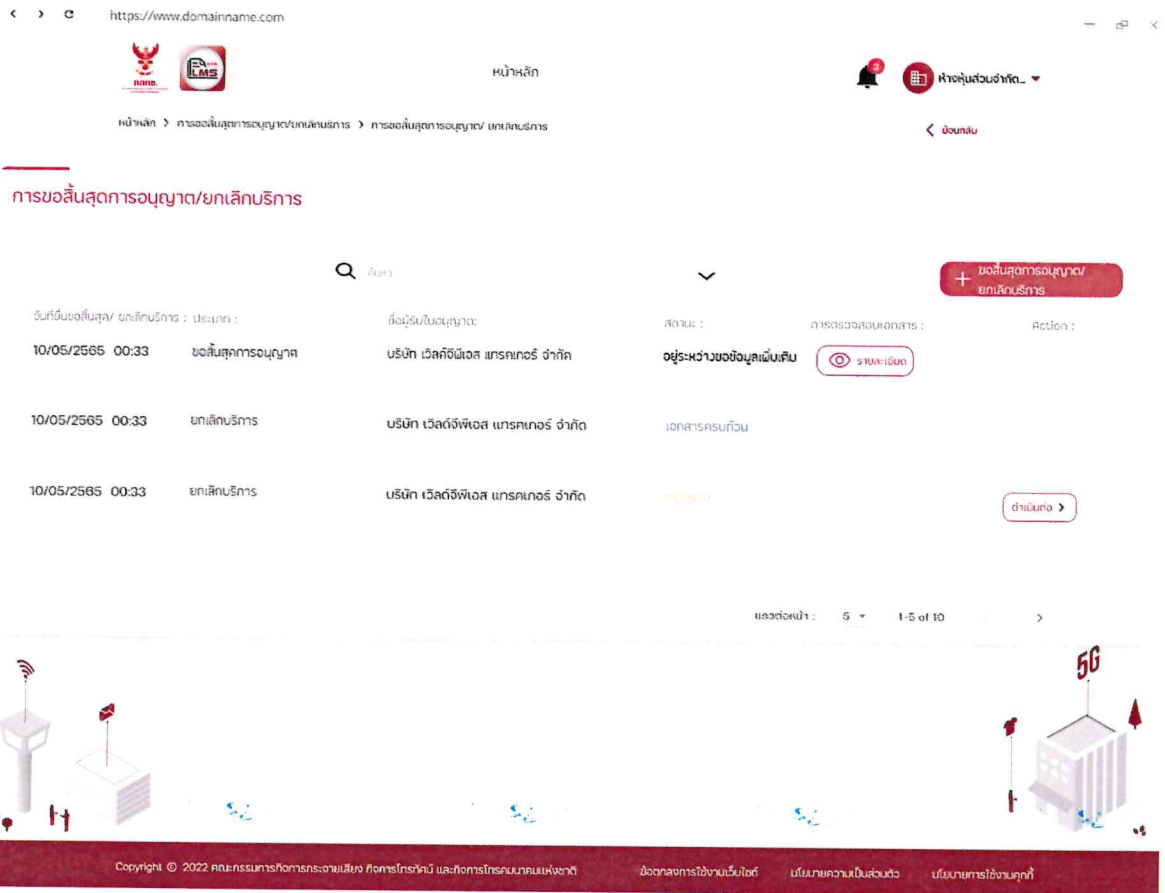 https://www.domainname.com
กสทช.
LMS
หน้าหลัก
3
ห้างหุ้นส่วนจำกัด...
หน้าหลัก > การขอสิ้นสุดการอนุญาต/ยกเลิกบริการ > การขอสิ้นสุดการอนุญาต/ ยกเลิกบริการ
ย้อนกลับ
การขอสิ้นสุดการอนุญาต/ยกเลิกบริการ
ค้นหา
+ ขอสิ้นสุดการอนุญาต/
ยกเลิกบริการ
วันที่ยื่นขอสิ้นสุด/ ยกเลิกบริการ : ประเภท : ชื่อผู้รับใบอนุญาต: สถานะ : การตรวจสอบเอกสาร : Action :
10/05/2565 00:33 ขอสิ้นสุดการอนุญาต บริษัท เวิลด์จีพีเอส แทรคเกอร์ จำกัด อยู่ระหว่างขอข้อมูลเพิ่มเติม รายละเอียด
10/05/2565 00:33 ยกเลิกบริการ บริษัท เวิลด์จีพีเอส แทรคเกอร์ จำกัด เอกสารครบถ้วน
10/05/2565 00:33 ยกเลิกบริการ บริษัท เวิลด์จีพีเอส แทรคเกอร์ จำกัด ดำเนินต่อ >
แถวต่อหน้า : 5 1-5 of 10
5G
Copyright © 2022 คณะกรรมการกิจการกระจายเสียง กิจการโทรทัศน์ และกิจการโทรคมนาคมแห่งชาติ ข้อตกลงการใช้งานเว็บไซต์ นโยบายความเป็นส่วนตัว นโยบายการใช้งานคุกกี้